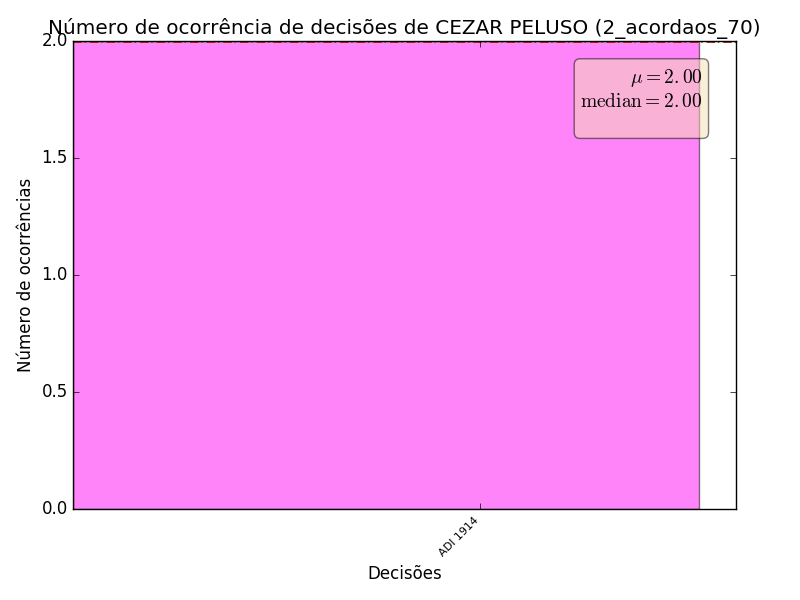 Número de ocorrência de decisões de CEZAR PELUSO (2_acordaos_70)
2.0
μ = 2.00
median = 2.00
1.5
1.0
0.5
0.0
Número de ocorrências
ADI 1914
Decisões